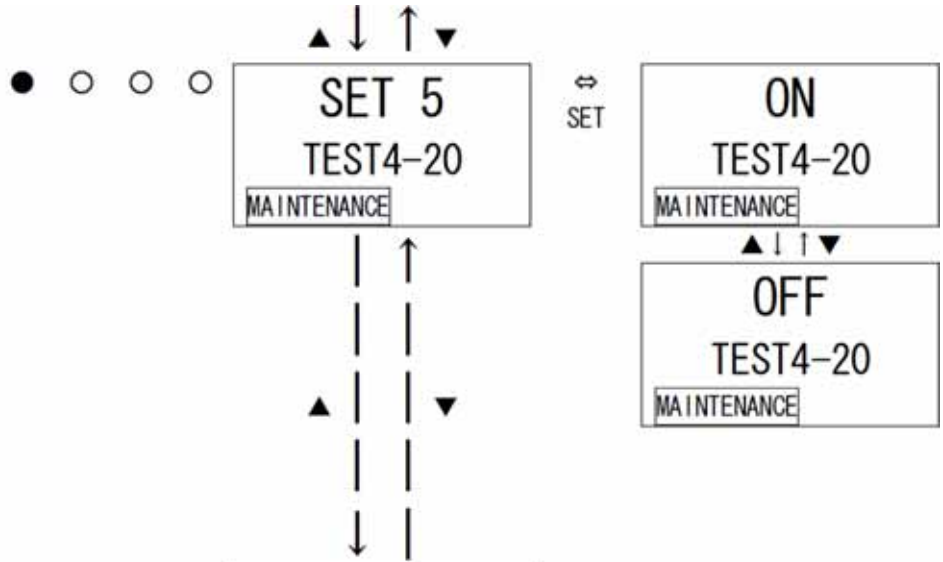 ▲ ↓ ↑ ▼
● ○ ○ ○
SET 5
TEST4-20
MAINTENANCE
⇔
SET
ON
TEST4-20
MAINTENANCE
▲ ↓ ↑ ▼
OFF
TEST4-20
MAINTENANCE
▲ ▼